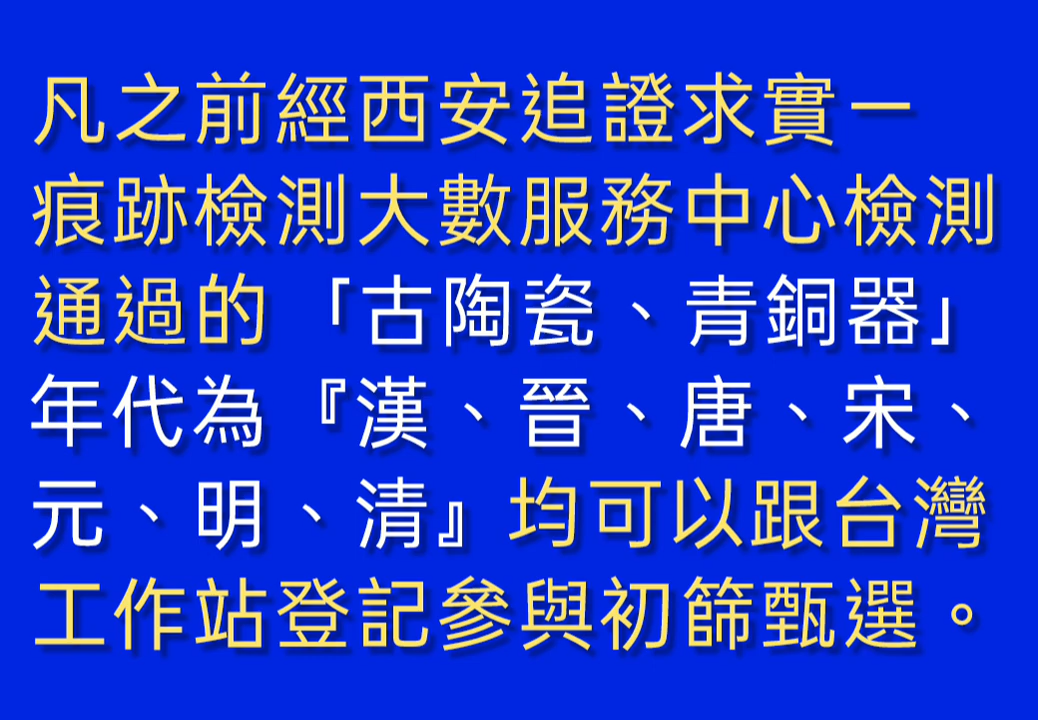 凡之前經西安追證求實一
痕跡檢測大數服務中心檢測
通過的「古陶瓷、青銅器」
年代為『漢、晉、唐、宋、
元、明、清』均可以跟台灣
工作站登記參與初篩甄選。